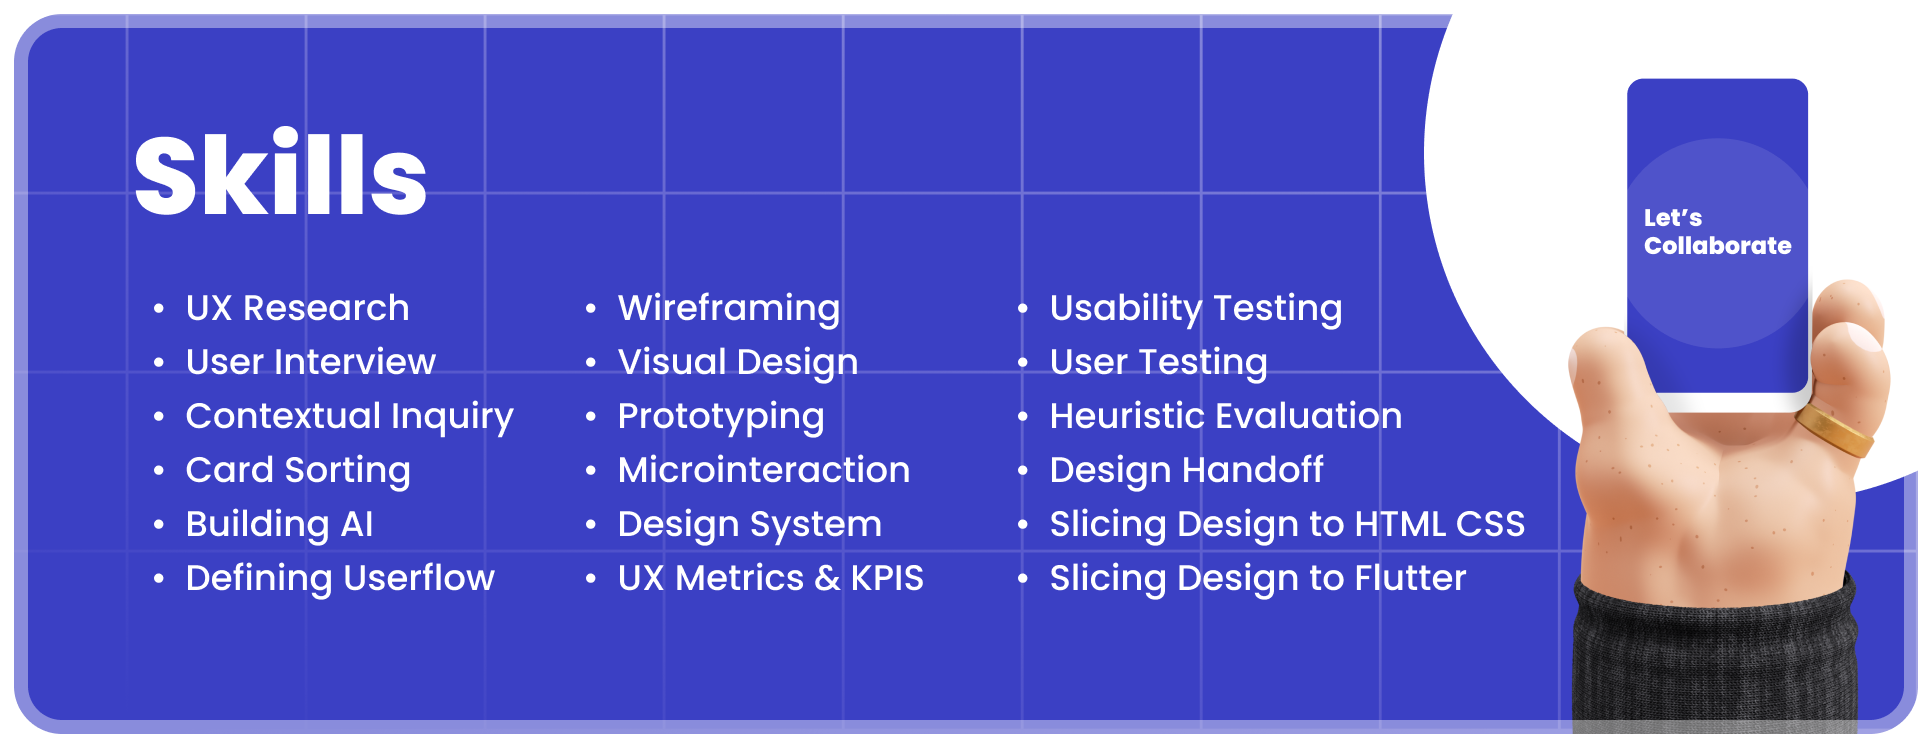 Skills
• UX Research
• User Interview
• Contextual Inquiry
• Card Sorting
• Building AI
• Defining Userflow
• Wireframing
• Visual Design
• Prototyping
• Microinteraction
• Design System
• UX Metrics & KPIS
• Usability Testing
• User Testing
• Heuristic Evaluation
• Design Handoff
• Slicing Design to HTML CSS
• Slicing Design to Flutter
Let’s
Collaborate